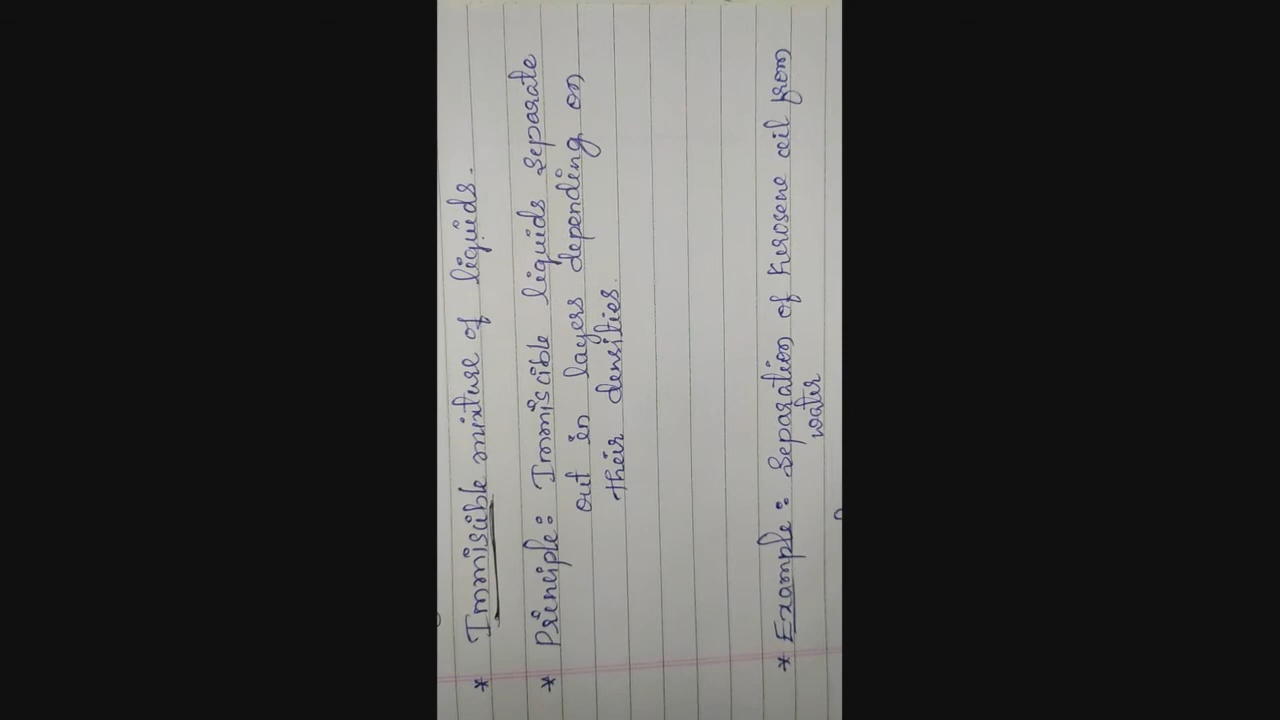 * Immiscible mixture of liquids.
* Principle: Immiscible liquids separate
out in layers depending on
their densities.
* Example: Separation of Kerosene oil from
water